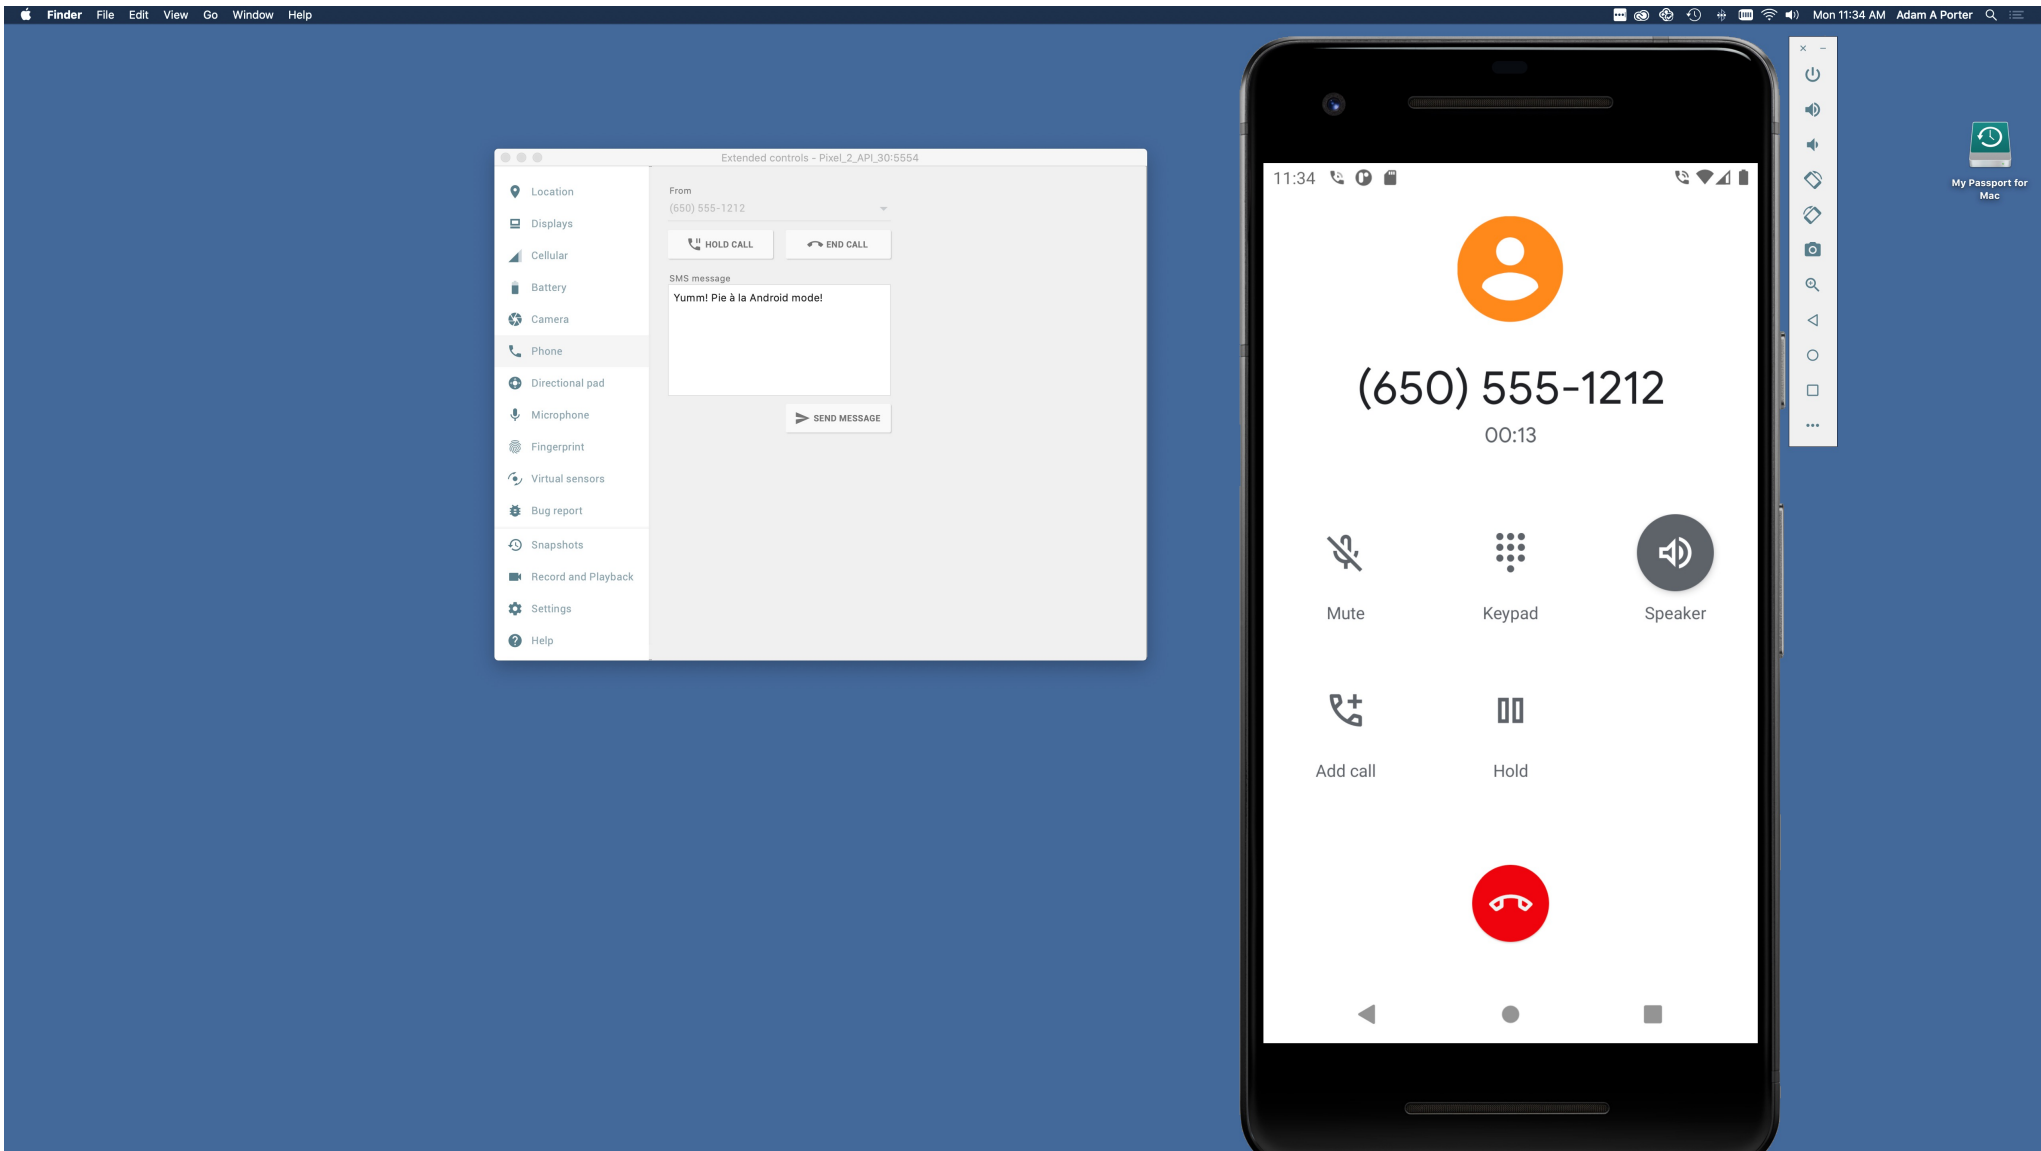 Finder File Edit View Go Window Help
Mon 11:34 AM Adam A Porter
My Passport for
Mac
Extended controls - Pixel_2_API_30:5554
Location
Displays
Cellular
Battery
Camera
Phone
Directional pad
Microphone
Fingerprint
Virtual sensors
Bug report
Snapshots
Record and Playback
Settings
Help
From
(650) 555-1212
HOLD CALL END CALL
SMS message
Yumm! Pie à la Android mode!
SEND MESSAGE
11:34
(650) 555-1212
00:13
Mute Keypad Speaker
Add call Hold